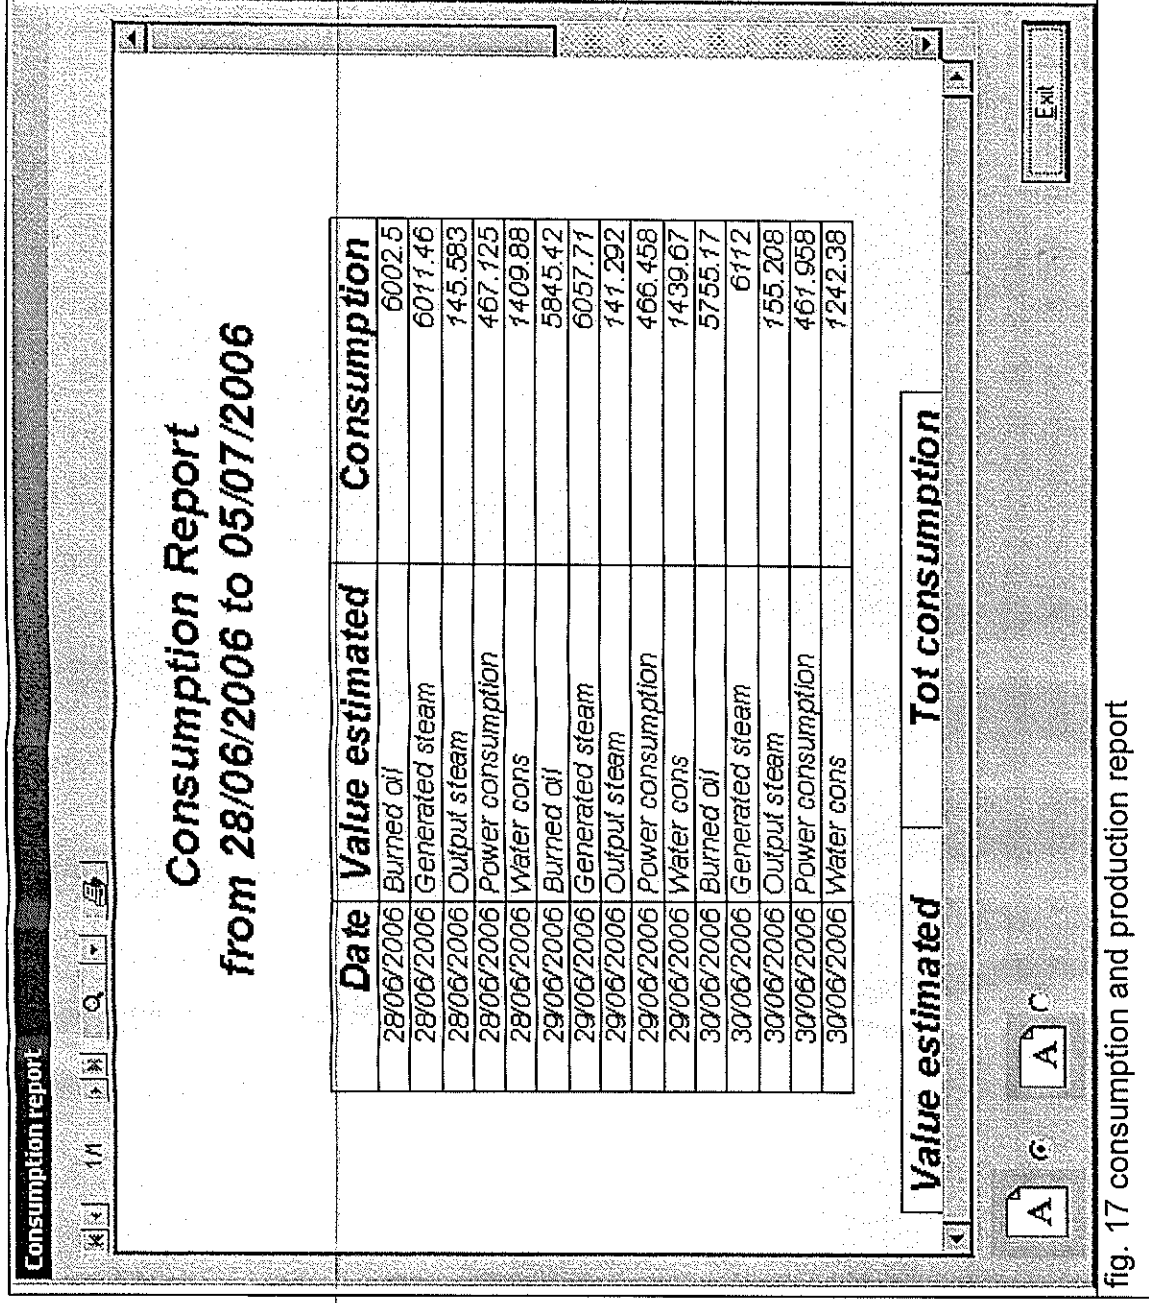 Consumption report
1/1
Consumption Report
from 28/06/2006 to 05/07/2006
Date Value estimated Consumption
28/06/2006 Burned oil 6002.5
28/06/2006 Generated steam 6011.46
28/06/2006 Output steam 145.583
28/06/2006 Power consumption 467.125
28/06/2006 Water cons 1409.88
29/06/2006 Burned oil 5845.42
29/06/2006 Generated steam 6057.71
29/06/2006 Output steam 141.292
29/06/2006 Power consumption 466.458
29/06/2006 Water cons 1439.67
30/06/2006 Burned oil 5755.17
30/06/2006 Generated steam 6112
30/06/2006 Output steam 155.208
30/06/2006 Power consumption 461.958
30/06/2006 Water cons 1242.38
Value estimated Tot consumption
A A Exit
fig. 17 consumption and production report